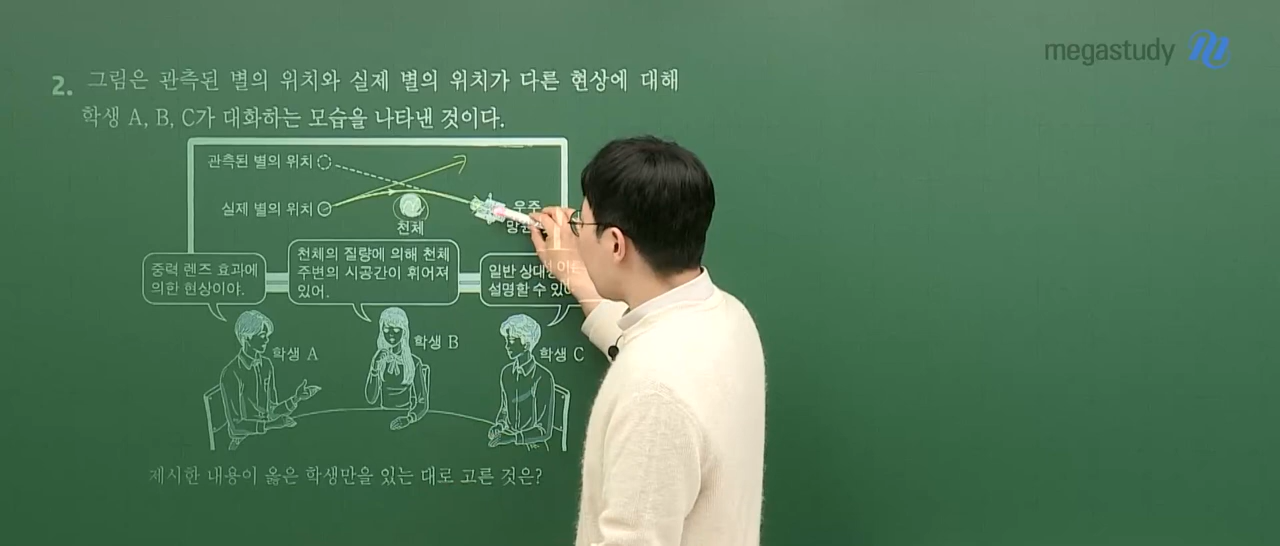 megastudy
2. 그림은 관측된 별의 위치와 실제 별의 위치가 다른 현상에 대해
학생 A, B, C가 대화하는 모습을 나타낸 것이다.
관측된 별의 위치
실제 별의 위치
천체
우주
중력 렌즈 효과에
의한 현상이야.
천체의 질량에 의해 천체
주변의 시공간이 휘어져
있어.
일반
설명할 수
학생 A
학생 B
학생 C
제시한 내용이 옳은 학생만을 있는 대로 고른 것은?